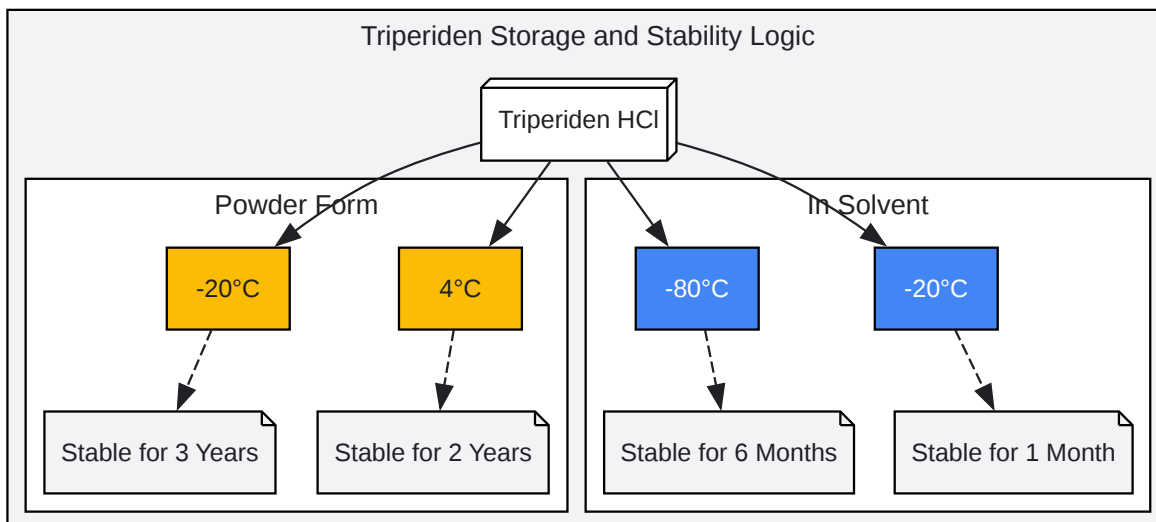 Triperiden Storage and Stability Logic
Triperiden HCl
Powder Form
In Solvent
-20°C
4°C
-80°C
-20°C
Stable for 3 Years
Stable for 2 Years
Stable for 6 Months
Stable for 1 Month